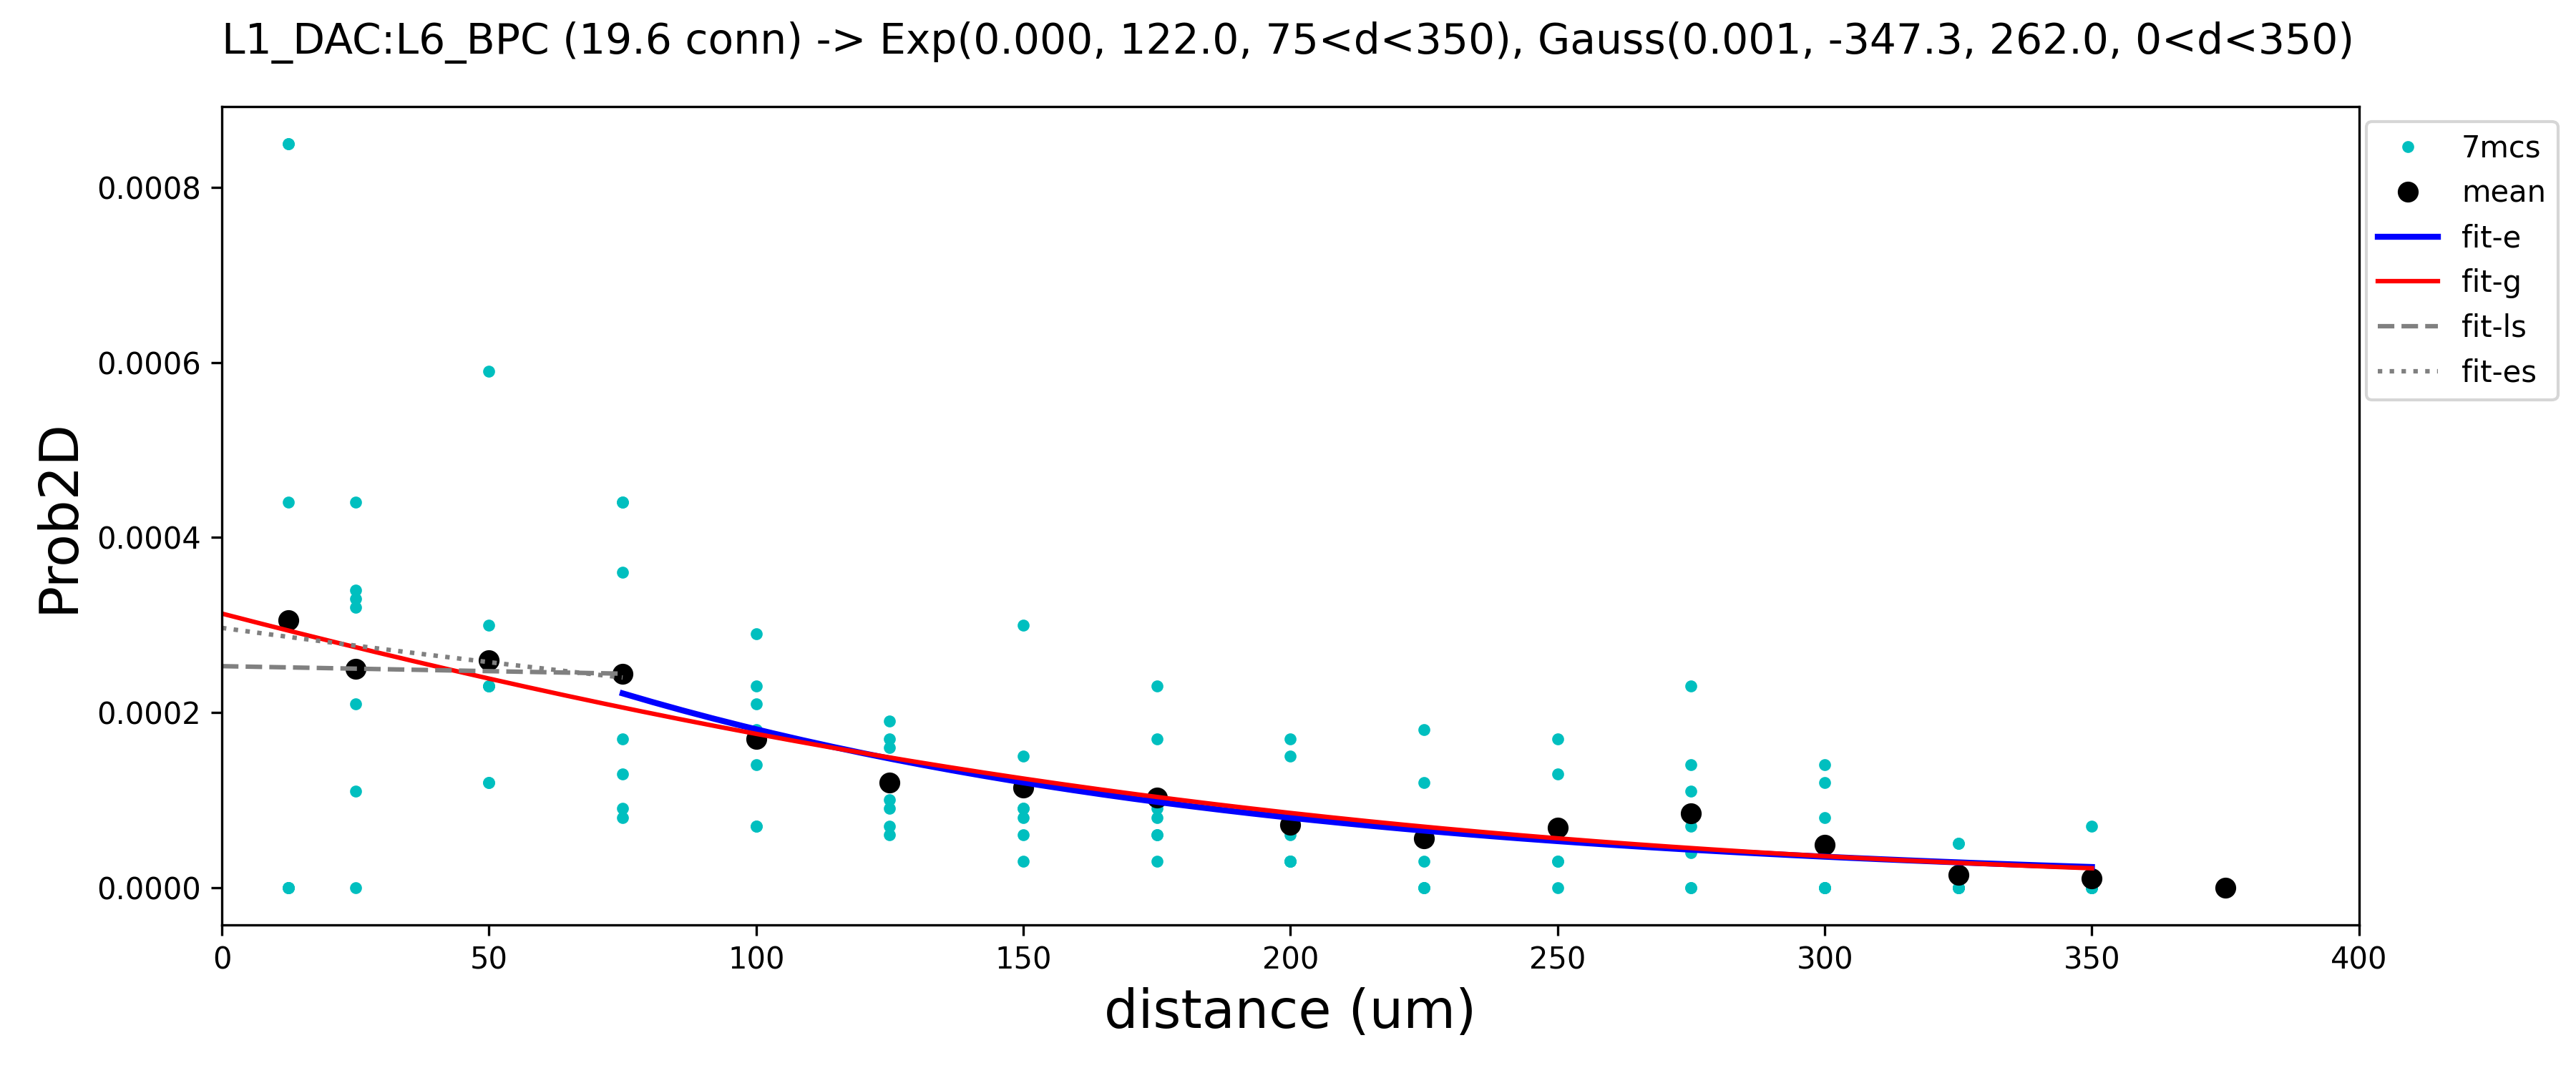 L1_DAC:L6_BPC (19.6 conn) -> Exp(0.000, 122.0, 75<d<350), Gauss(0.001, -347.3, 262.0, 0<d<350)
7mcs
mean
fit-e
fit-g
fit-ls
fit-es
Prob2D
0.0008
0.0006
0.0004
0.0002
0.0000
0 50 100 150 200 250 300 350 400
distance (um)